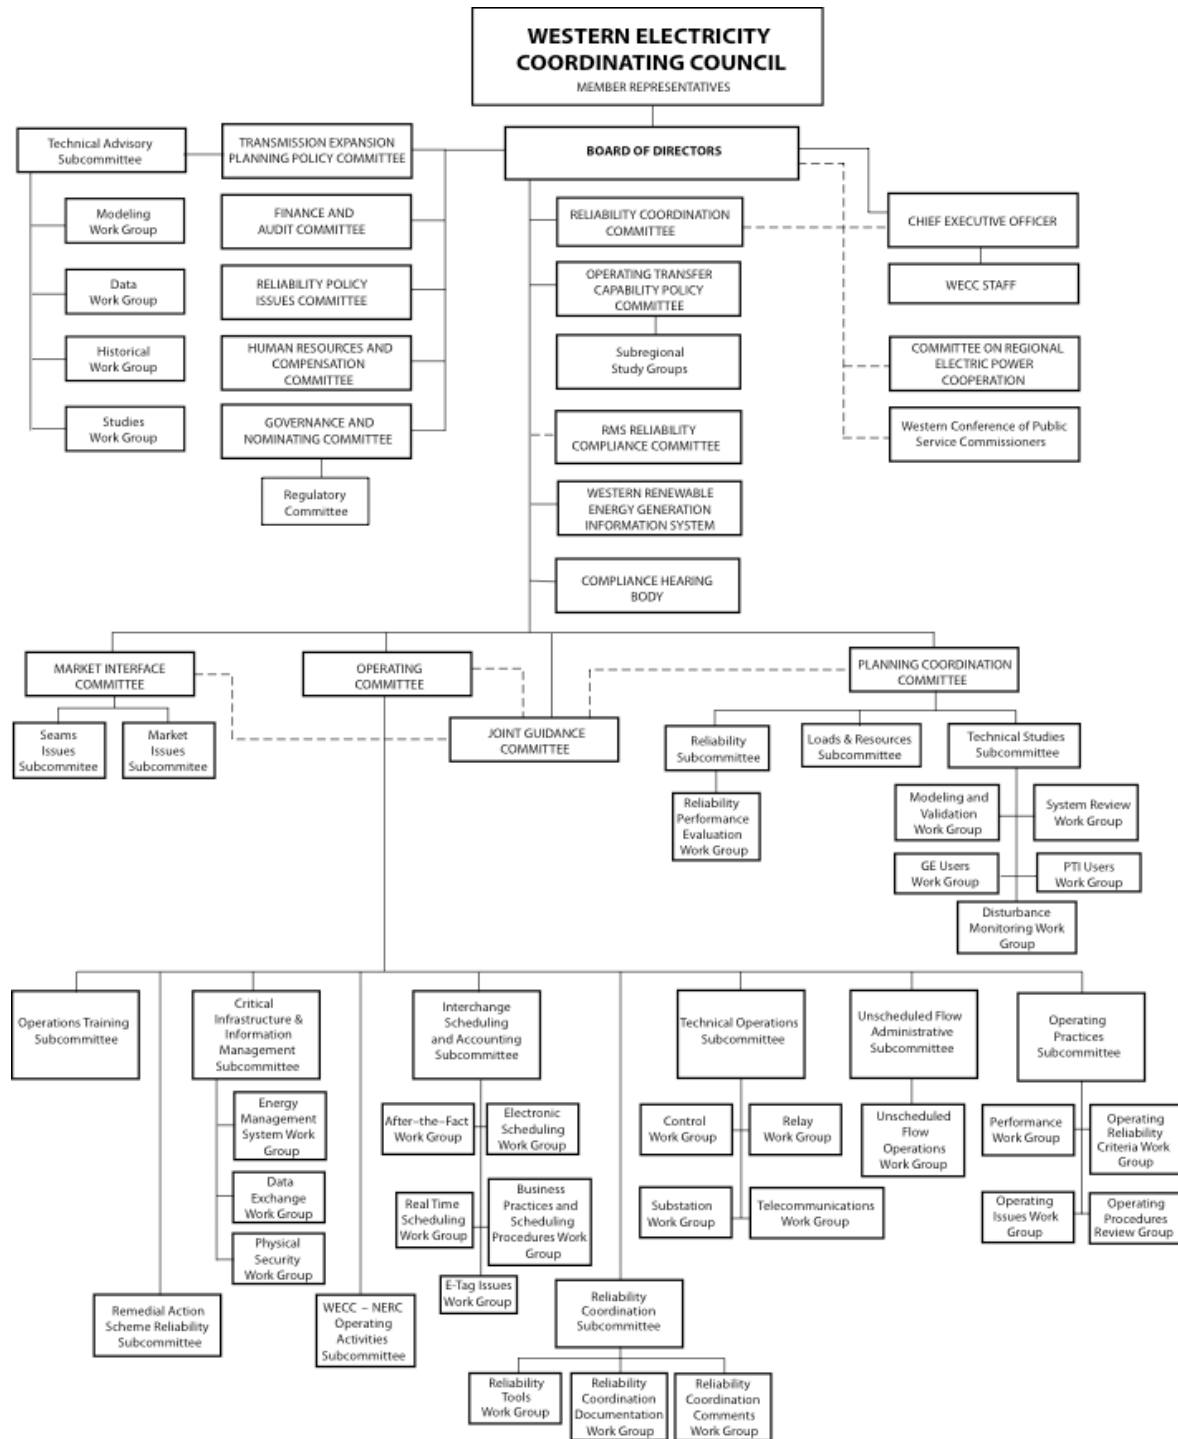 WESTERN ELECTRICITY
COORDINATING COUNCIL
MEMBER REPRESENTATIVES
Technical Advisory
Subcommittee
TRANSMISSION EXPANSION
PLANNING POLICY COMMITTEE
BOARD OF DIRECTORS
Modeling
Work Group
FINANCE AND
AUDIT COMMITTEE
RELIABILITY COORDINATION
COMMITTEE
CHIEF EXECUTIVE OFFICER
Data
Work Group
RELIABILITY POLICY
ISSUES COMMITTEE
OPERATING TRANSFER
CAPABILITY POLICY
COMMITTEE
WECC STAFF
Historical
Work Group
HUMAN RESOURCES AND
COMPENSATION
COMMITTEE
Subregional
Study Groups
COMMITTEE ON REGIONAL
ELECTRIC POWER
COOPERATION
Studies
Work Group
GOVERNANCE AND
NOMINATING COMMITTEE
RMS RELIABILITY
COMPLIANCE COMMITTEE
Western Conference of Public
Service Commissioners
Regulatory
Committee
WESTERN RENEWABLE
ENERGY GENERATION
INFORMATION SYSTEM
COMPLIANCE HEARING
BODY
MARKET INTERFACE
COMMITTEE
OPERATING
COMMITTEE
PLANNING COORDINATION
COMMITTEE
JOINT GUIDANCE
COMMITTEE
Seams
Issues
Subcommitee
Market
Issues
Subcommitee
Reliability
Subcommittee
Loads & Resources
Subcommittee
Technical Studies
Subcommittee
Reliability
Performance
Evaluation
Work Group
Modeling and
Validation
Work Group
System Review
Work Group
GE Users
Work Group
PTI Users
Work Group
Disturbance
Monitoring Work
Group
Operations Training
Subcommittee
Critical
Infrastructure &
Information
Management
Subcommittee
Interchange
Scheduling
and Accounting
Subcommittee
Technical Operations
Subcommittee
Unscheduled Flow
Administrative
Subcommittee
Operating
Practices
Subcommittee
Energy
Management
System Work
Group
After–the–Fact
Work Group
Electronic
Scheduling
Work Group
Control
Work Group
Relay
Work Group
Unscheduled
Flow
Operations
Work Group
Performance
Work Group
Operating
Reliability
Criteria Work
Group
Data
Exchange
Work Group
Real Time
Scheduling
Work Group
Business
Practices and
Scheduling
Procedures Work
Group
Substation
Work Group
Telecommunications
Work Group
Operating
Issues Work
Group
Operating
Procedures
Review Group
Physical
Security
Work Group
E-Tag Issues
Work Group
Remedial Action
Scheme Reliability
Subcommittee
WECC – NERC
Operating
Activities
Subcommittee
Reliability
Coordination
Subcommittee
Reliability
Tools
Work Group
Reliability
Coordination
Documentation
Work Group
Reliability
Coordination
Comments
Work Group